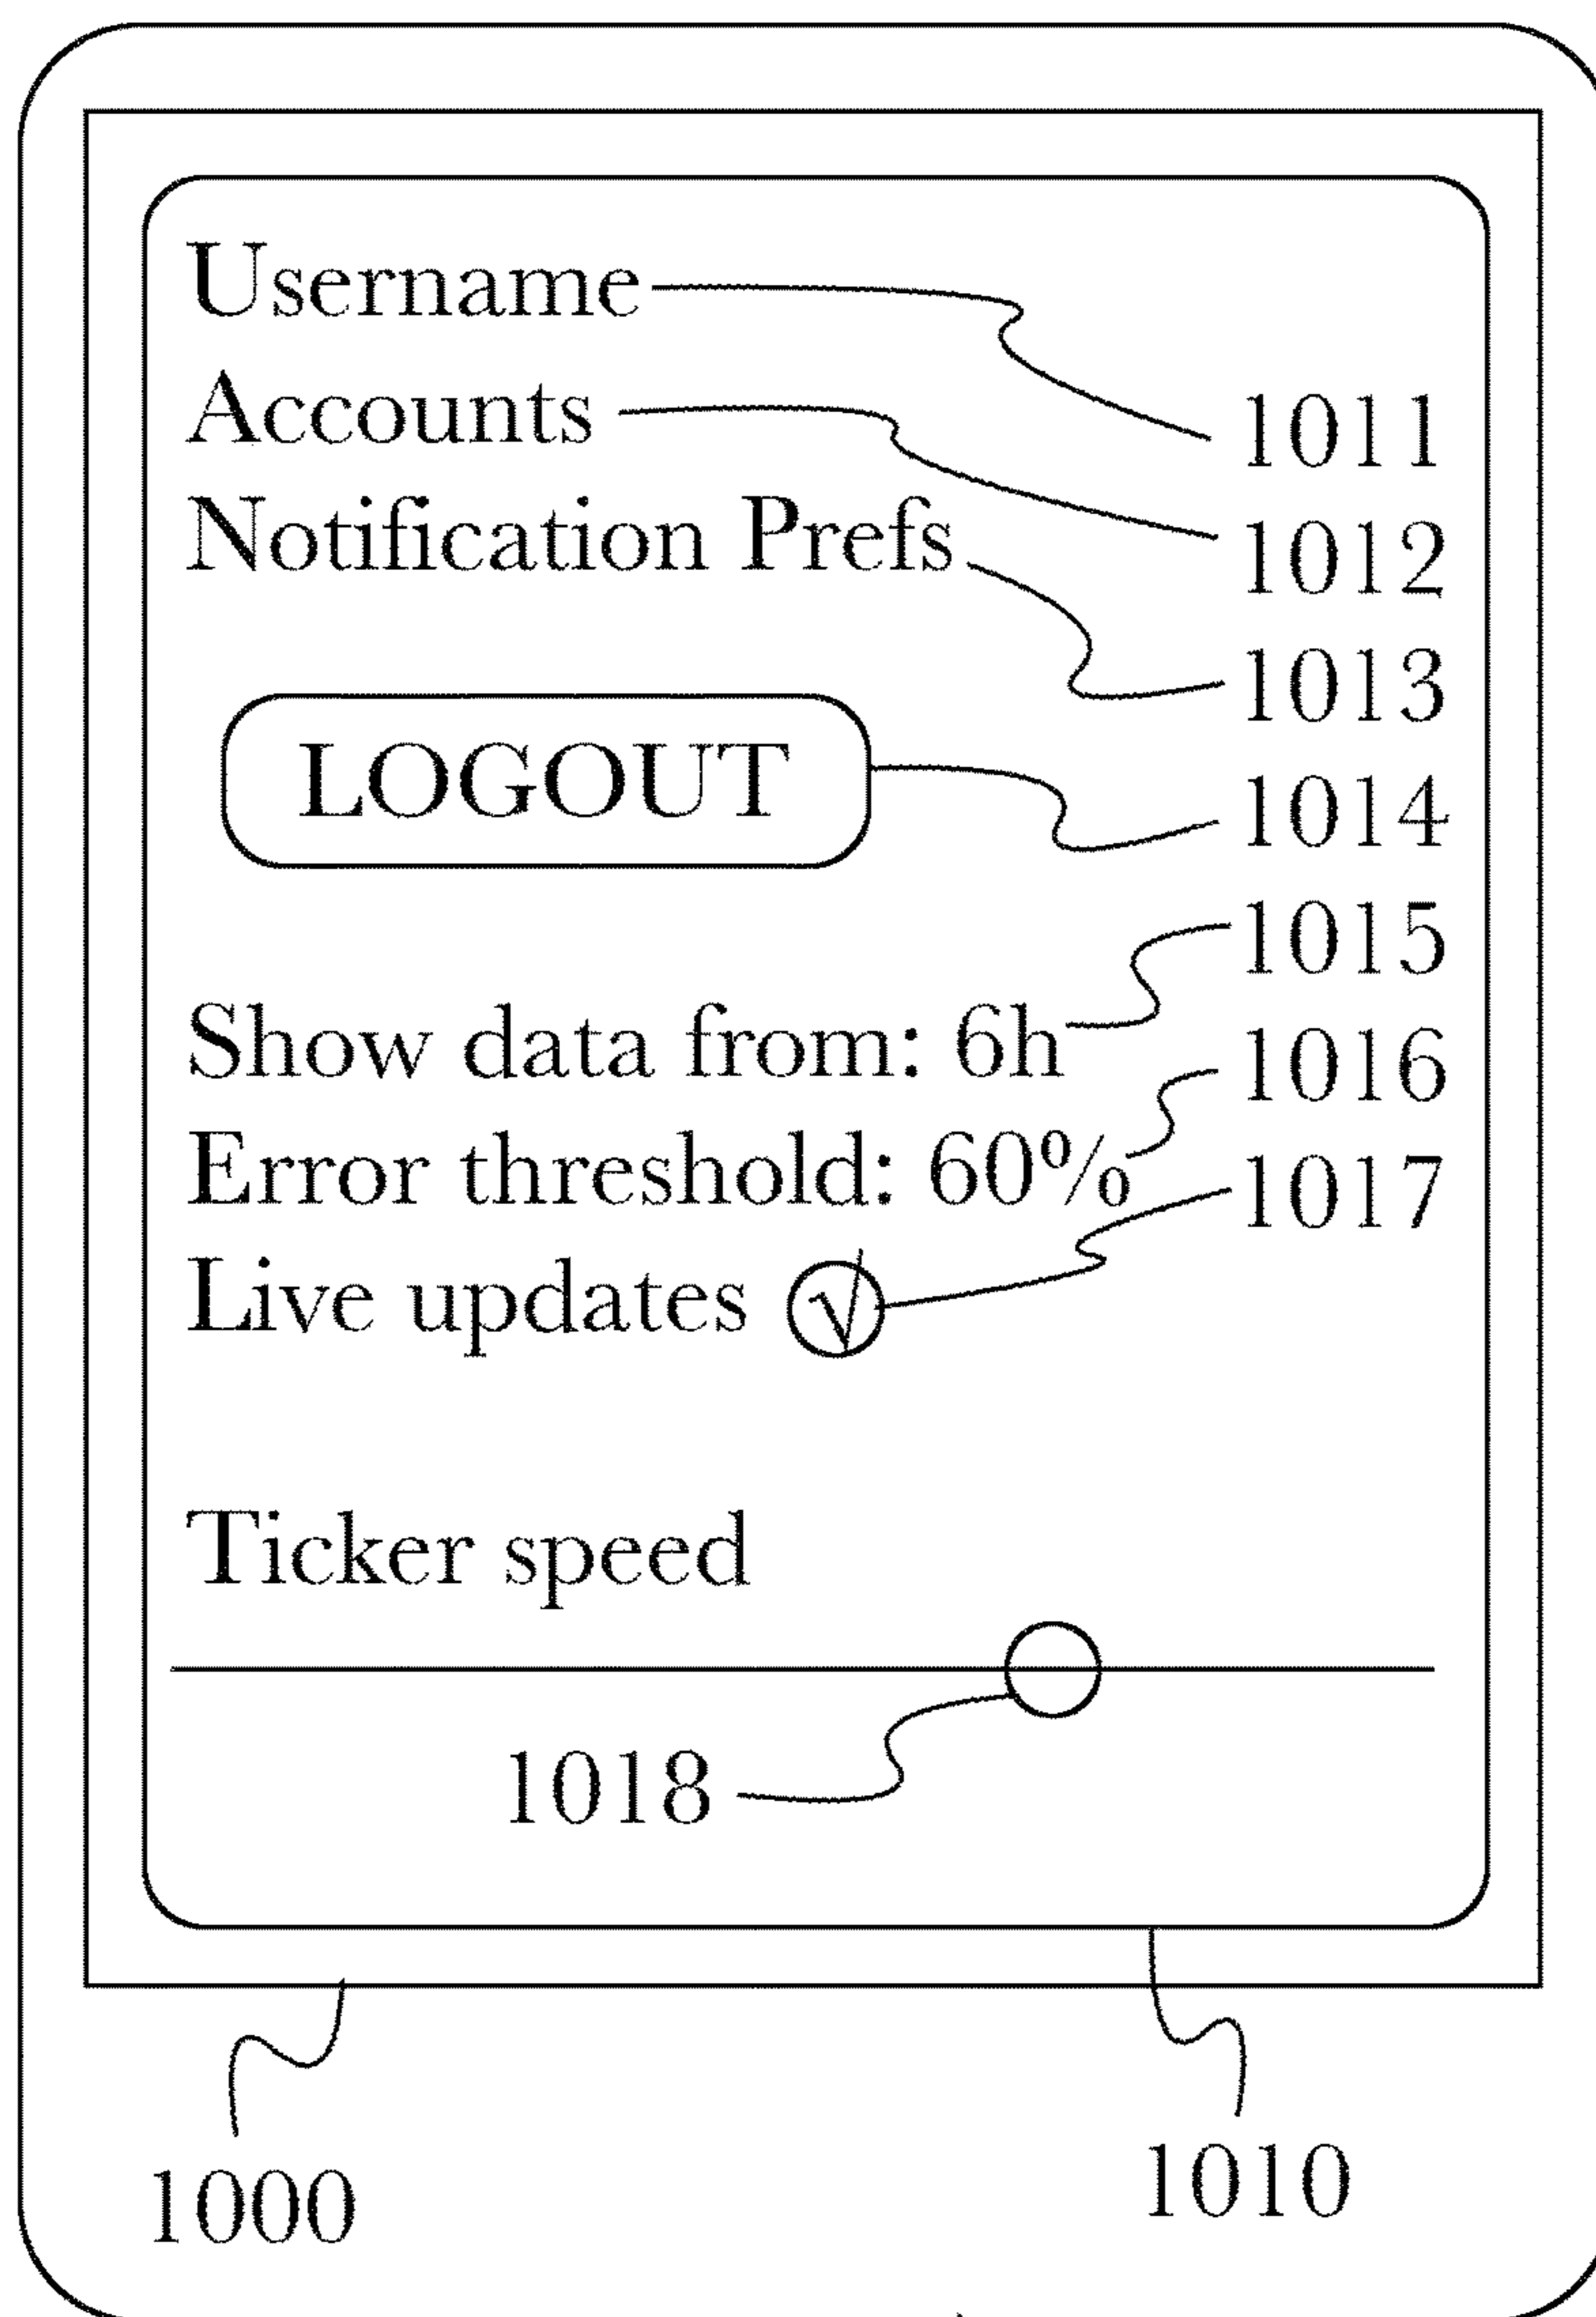 Username
Accounts
1011
Notification Prefs
1012
1013
LOGOUT
1014
1015
Show data from: 6h
1016
Error threshold: 60%
1017
Live updates √
Ticker speed
1018
1000
1010